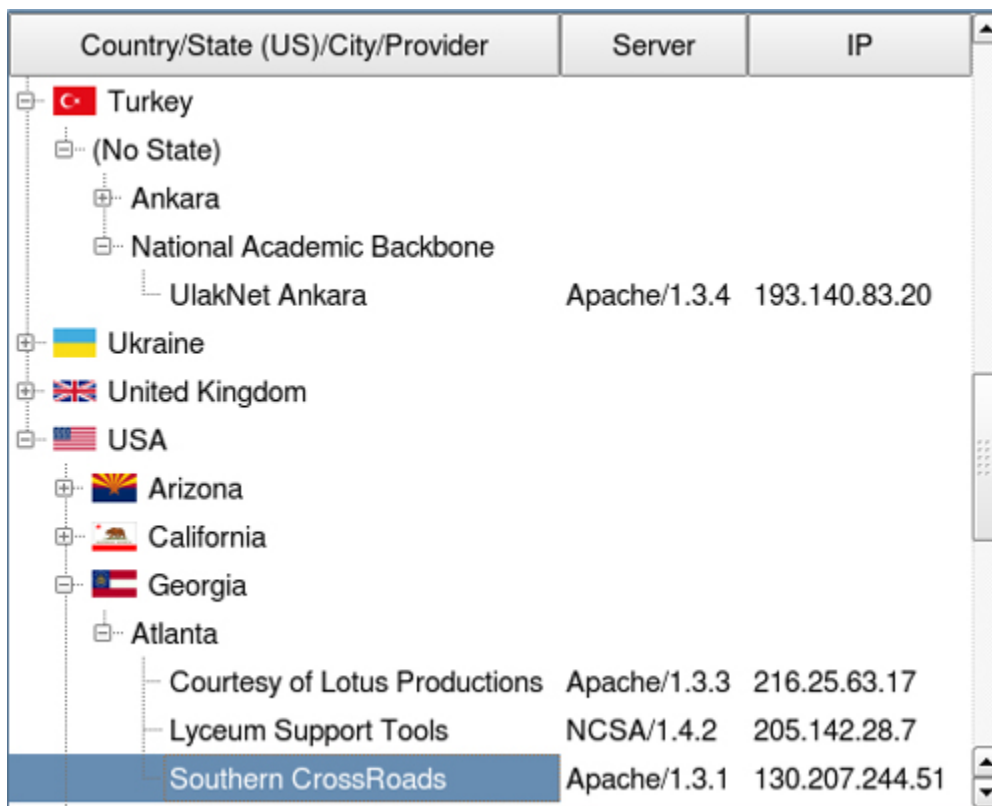 Country/State (US)/City/Provider Server IP
Turkey
(No State)
Ankara
National Academic Backbone
UlakNet Ankara Apache/1.3.4 193.140.83.20
Ukraine
United Kingdom
USA
Arizona
California
Georgia
Atlanta
Courtesy of Lotus Productions Apache/1.3.3 216.25.63.17
Lyceum Support Tools NCSA/1.4.2 205.142.28.7
Southern CrossRoads Apache/1.3.1 130.207.244.51